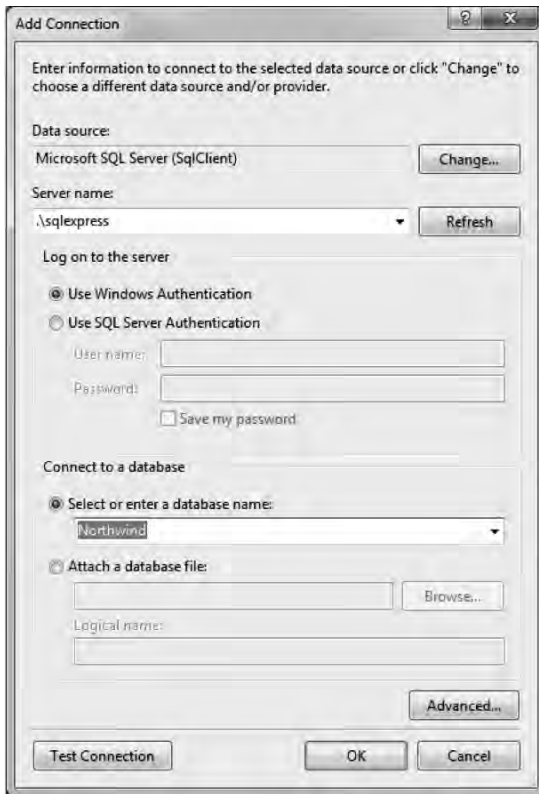 Add Connection
Enter information to connect to the selected data source or click "Change" to
choose a different data source and/or provider.
Data source:
Microsoft SQL Server (SqlClient)
Change...
Server name:
.\sqlexpress
Refresh
Log on to the server
Use Windows Authentication
Use SQL Server Authentication
User name:
Password:
Save my password
Connect to a database
Select or enter a database name:
Northwind
Attach a database file:
Browse...
Logical name:
Advanced...
Test Connection
OK
Cancel